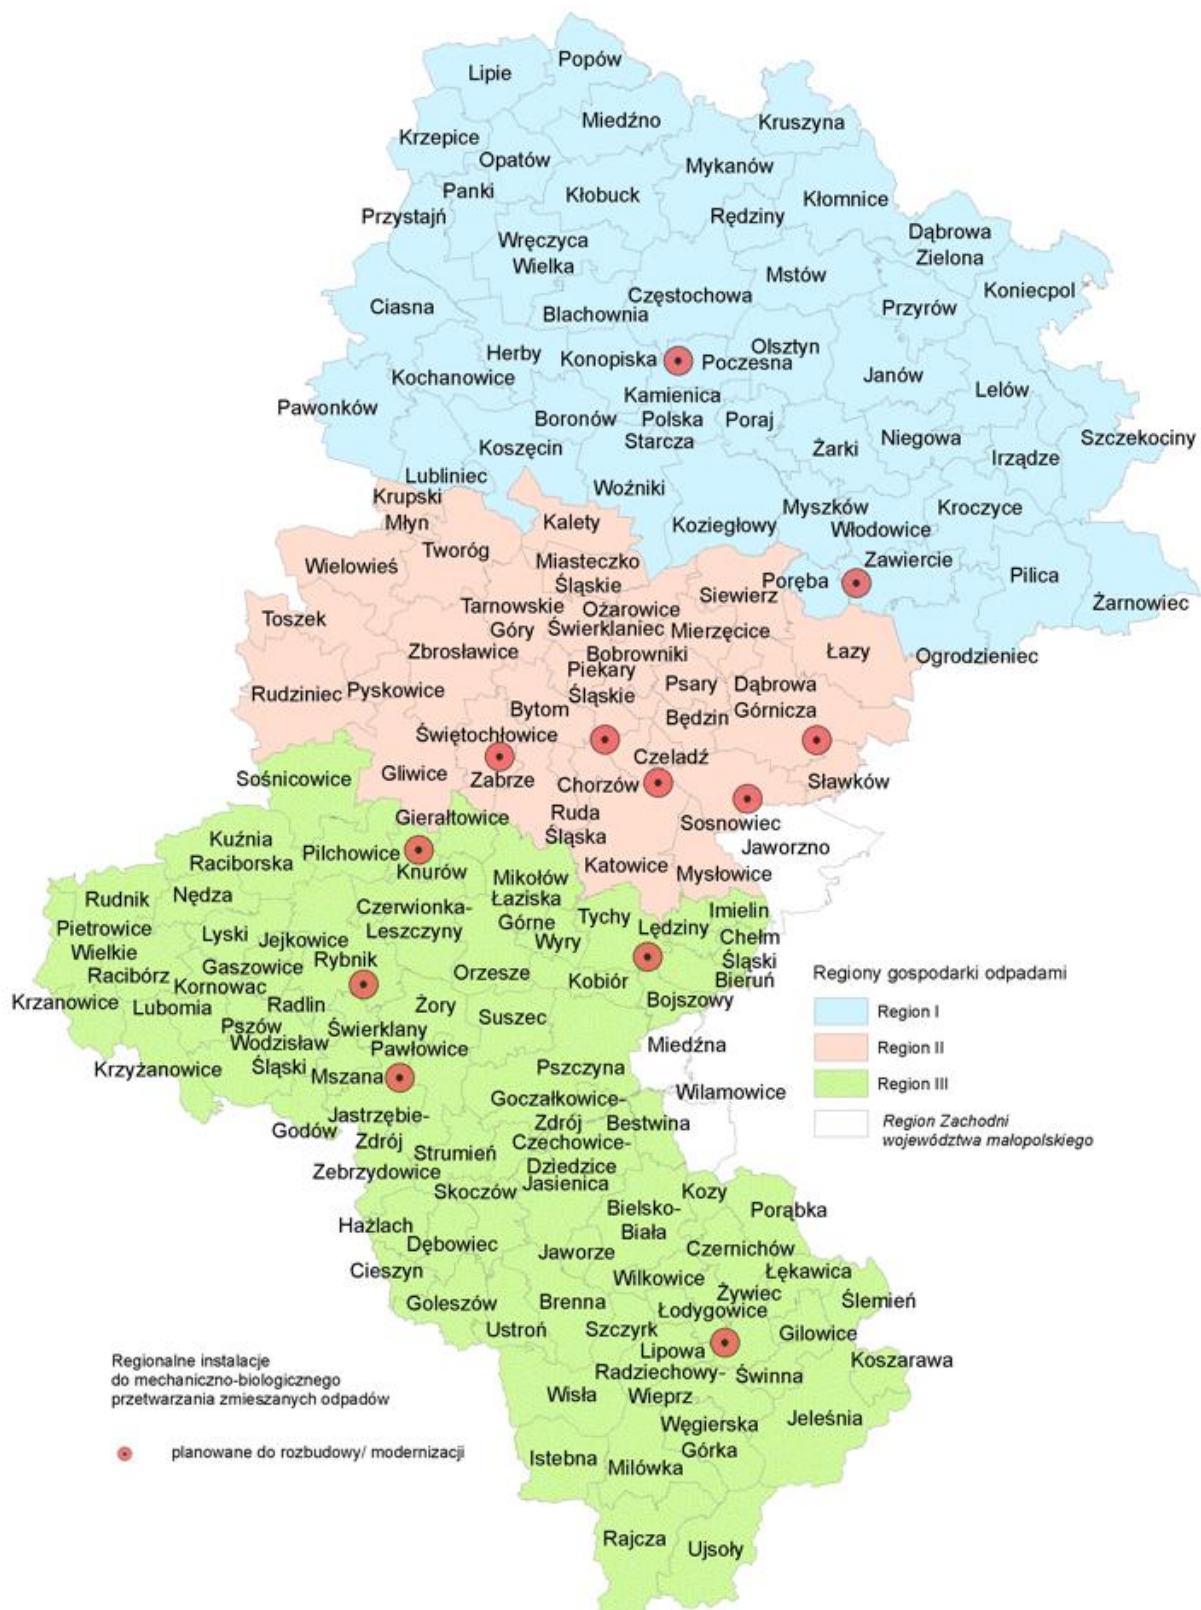 Popów
Lipie
Miedźno
Kruszyna
Krzepice
Opatów
Mykanów
Panki
Kłobuck
Kłomnice
Przystajń
Rędziny
Dąbrowa
Zielona
Wręczyca
Wielka
Mstów
Koniecpol
Częstochowa
Ciasna
Przyrów
Blachownia
Olsztyn
Herby
Konopiska
Poczesna
Kochanowice
Janów
Lelów
Kamienica
Polska
Pawonków
Boronów
Poraj
Starcza
Niegowa
Szczekociny
Koszęcin
Żarki
Irządze
Lubliniec
Woźniki
Krupski
Młyn
Myszków
Kroczyce
Kalety
Koziegłowy
Włodowice
Tworóg
Zawiercie
Wielowieś
Miasteczko
Śląskie
Poręba
Pilica
Siewierz
Żarnowiec
Tarnowskie
Góry
Ożarowice
Toszek
Świerklaniec
Mierzęcice
Zbrosławice
Bobrowniki
Łazy
Ogrodzieniec
Piekary
Śląskie
Psary
Dąbrowa
Górnicza
Rudziniec
Pyskowice
Bytom
Będzin
Świętochłowice
Czeladź
Sośnicowice
Gliwice
Zabrze
Chorzów
Sławków
Gierałtowice
Ruda
Śląska
Sosnowiec
Kuźnia
Raciborska
Pilchowice
Jaworzno
Knurów
Katowice
Mysłowice
Mikołów
Rudnik
Nędza
Łaziska
Górne
Czerwionka-
Leszczyny
Tychy
Imielin
Pietrowice
Wielkie
Lędziny
Lyski
Jejkowice
Wyry
Chełm
Śląski
Rybnik
Gaszowice
Racibórz
Orzesze
Regiony gospodarki odpadami
Kornowac
Kobiór
Bieruń
Krzanowice
Lubomia
Radlin
Żory
Bojszowy
Region I
Suszec
Pszów
Świerklany
Wodzisław
Śląski
Pawłowice
Miedźna
Region II
Krzyżanowice
Mszana
Pszczyna
Region III
Wilamowice
Goczałkowice-
Zdrój
Jastrzębie-
Zdrój
Bestwina
Region Zachodni
województwa małopolskiego
Godów
Strumień
Czechowice-
Dziedzice
Zebrzydowice
Jasienica
Skoczów
Kozy
Bielsko-
Biała
Porąbka
Hażlach
Dębowiec
Jaworze
Czernichów
Cieszyn
Wilkowice
Łękawica
Żywiec
Goleszów
Brenna
Łodygowice
Ślemień
Ustroń
Szczyrk
Gilowice
Lipowa
Regionalne instalacje
do mechaniczno-biologicznego
przetwarzania zmieszanych odpadów
Koszarawa
Radziechowy-
Wieprz
Świnna
Wisła
Węgierska
Górka
Jeleśnia
planowane do rozbudowy/ modernizacji
Istebna
Milówka
Rajcza
Ujsoły